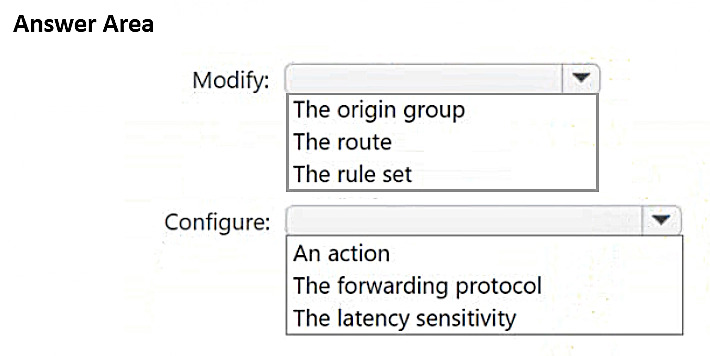 Answer Area
Modify:
The origin group
The route
The rule set
Configure:
An action
The forwarding protocol
The latency sensitivity